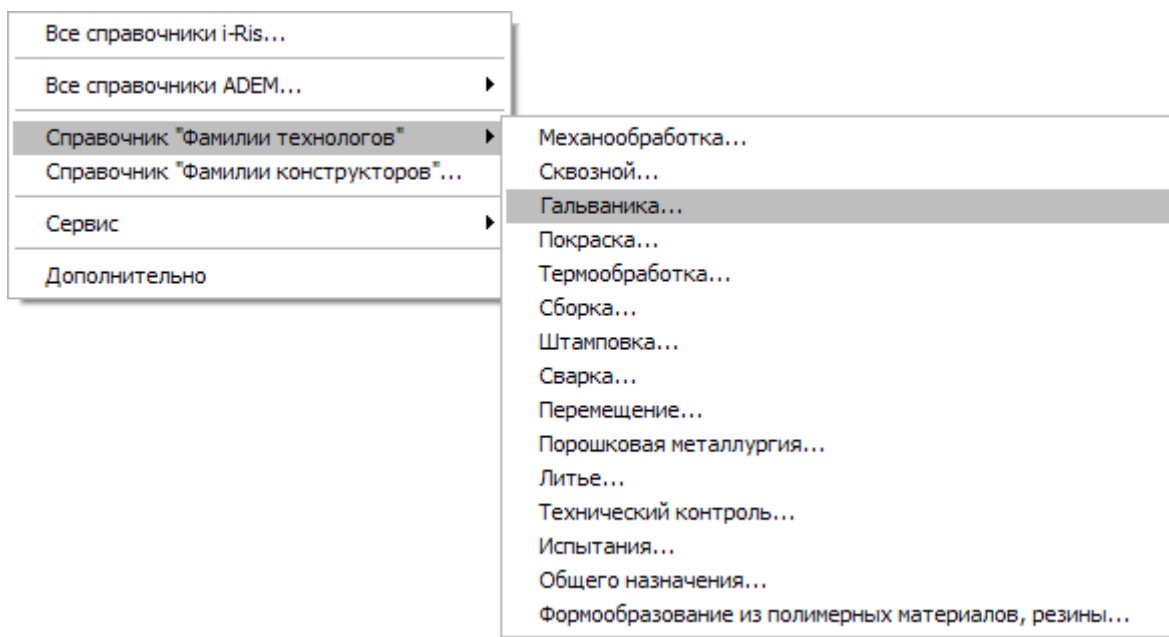 Все справочники i-Ris...
Все справочники ADEM...
Справочник "Фамилии технологов"
Справочник "Фамилии конструкторов"...
Сервис
Дополнительно
Механообработка...
Сквозной...
Гальваника...
Покраска...
Термообработка...
Сборка...
Штамповка...
Сварка...
Перемещение...
Порошковая металлургия...
Литье...
Технический контроль...
Испытания...
Общего назначения...
Формообразование из полимерных материалов, резины...